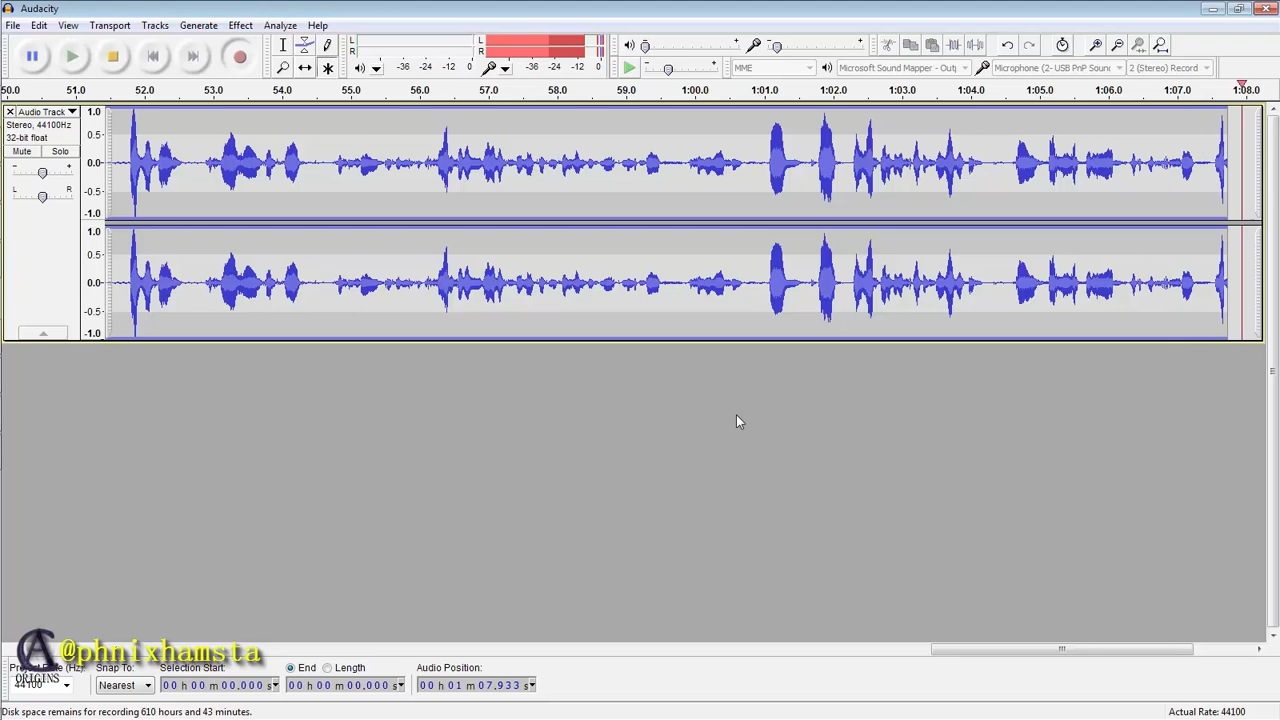 Audacity
File Edit View Transport Tracks Generate Effect Analyze Help
L
R
-36 -24 -12 0
L
R
-36 -24 -12 0
MME
Microsoft Sound Mapper - Outp
Microphone (2- USB PnP Sound
2 (Stereo) Record
50.0 51.0 52.0 53.0 54.0 55.0 56.0 57.0 58.0 59.0 1:00.0 1:01.0 1:02.0 1:03.0 1:04.0 1:05.0 1:06.0 1:07.0 1:08.0
Audio Track
Stereo, 44100Hz
32-bit float
Mute Solo
- +
L R
1.0
0.5
0.0
-0.5
-1.0
1.0
0.5
0.0
-0.5
-1.0
@phnixhamsta
ORIGINS
Snap To: Selection Start: End Length Audio Position:
44100 Nearest 00 h 00 m 00.000 s 00 h 00 m 00.000 s 00 h 01 m 07.933 s
Disk space remains for recording 610 hours and 43 minutes.
Actual Rate: 44100